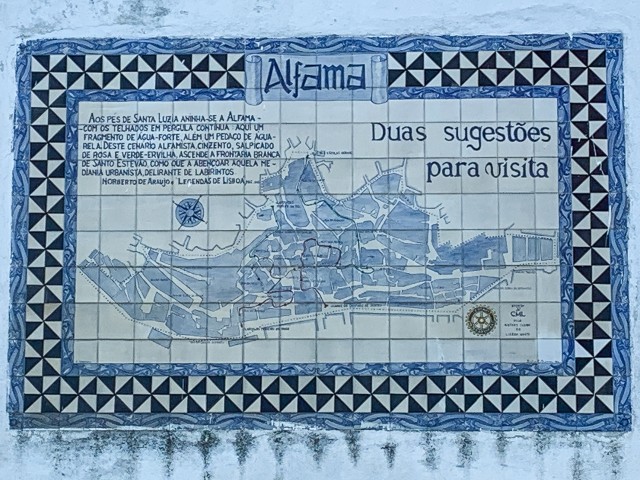 Alfama
AOS PÉS DE SANTA LUZIA ANINHA-SE A ALFAMA-
COM OS TELHADOS EM PÉRGULA CONTÍNUA AQUI UM
FRAGMENTO DE ÁGUA-FORTE, ALÉM UM PEDAÇO DE AGUA-
RELA. DESTE CENÁRIO ALFAMISTA, CINZENTO, SALPICADO
DE ROSA E VERDE-ERVILHA, ASCENDE A FRONTARIA BRANCA
DE SANTO ESTEVÃO, COMO QUE A ABENÇOAR AQUELA ME-
DIANIA URBANISTA, DELIRANTE DE LABIRINTOS
NORBERTO DE ARAUJO, LEGENDAS DE LISBOA,
Duas sugestões
para visita
CML